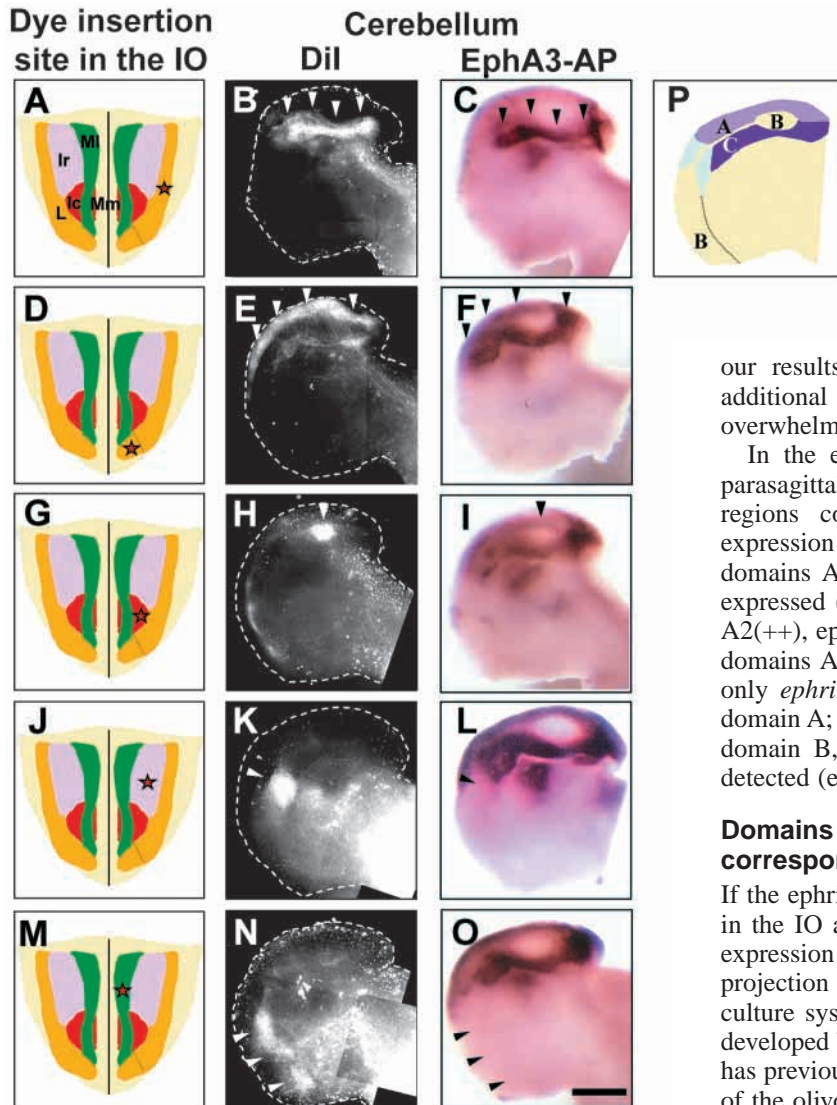 Dye insertion
site in the IO
Cerebellum
DiI
EphA3-AP
A
Ml
Ir
Ic
Mm
L
B
C
P
A
B
C
B
D
E
F
G
H
I
J
K
L
M
N
O
our results
additional
overwhelm
In the e
parasagitta
regions co
expression
domains A
expressed (
A2(++), ep
domains A
only ephri
domain A;
domain B,
detected (e
Domains
correspor
If the ephri
in the IO a
expression
projection
culture sys
developed
has previou
of the olive